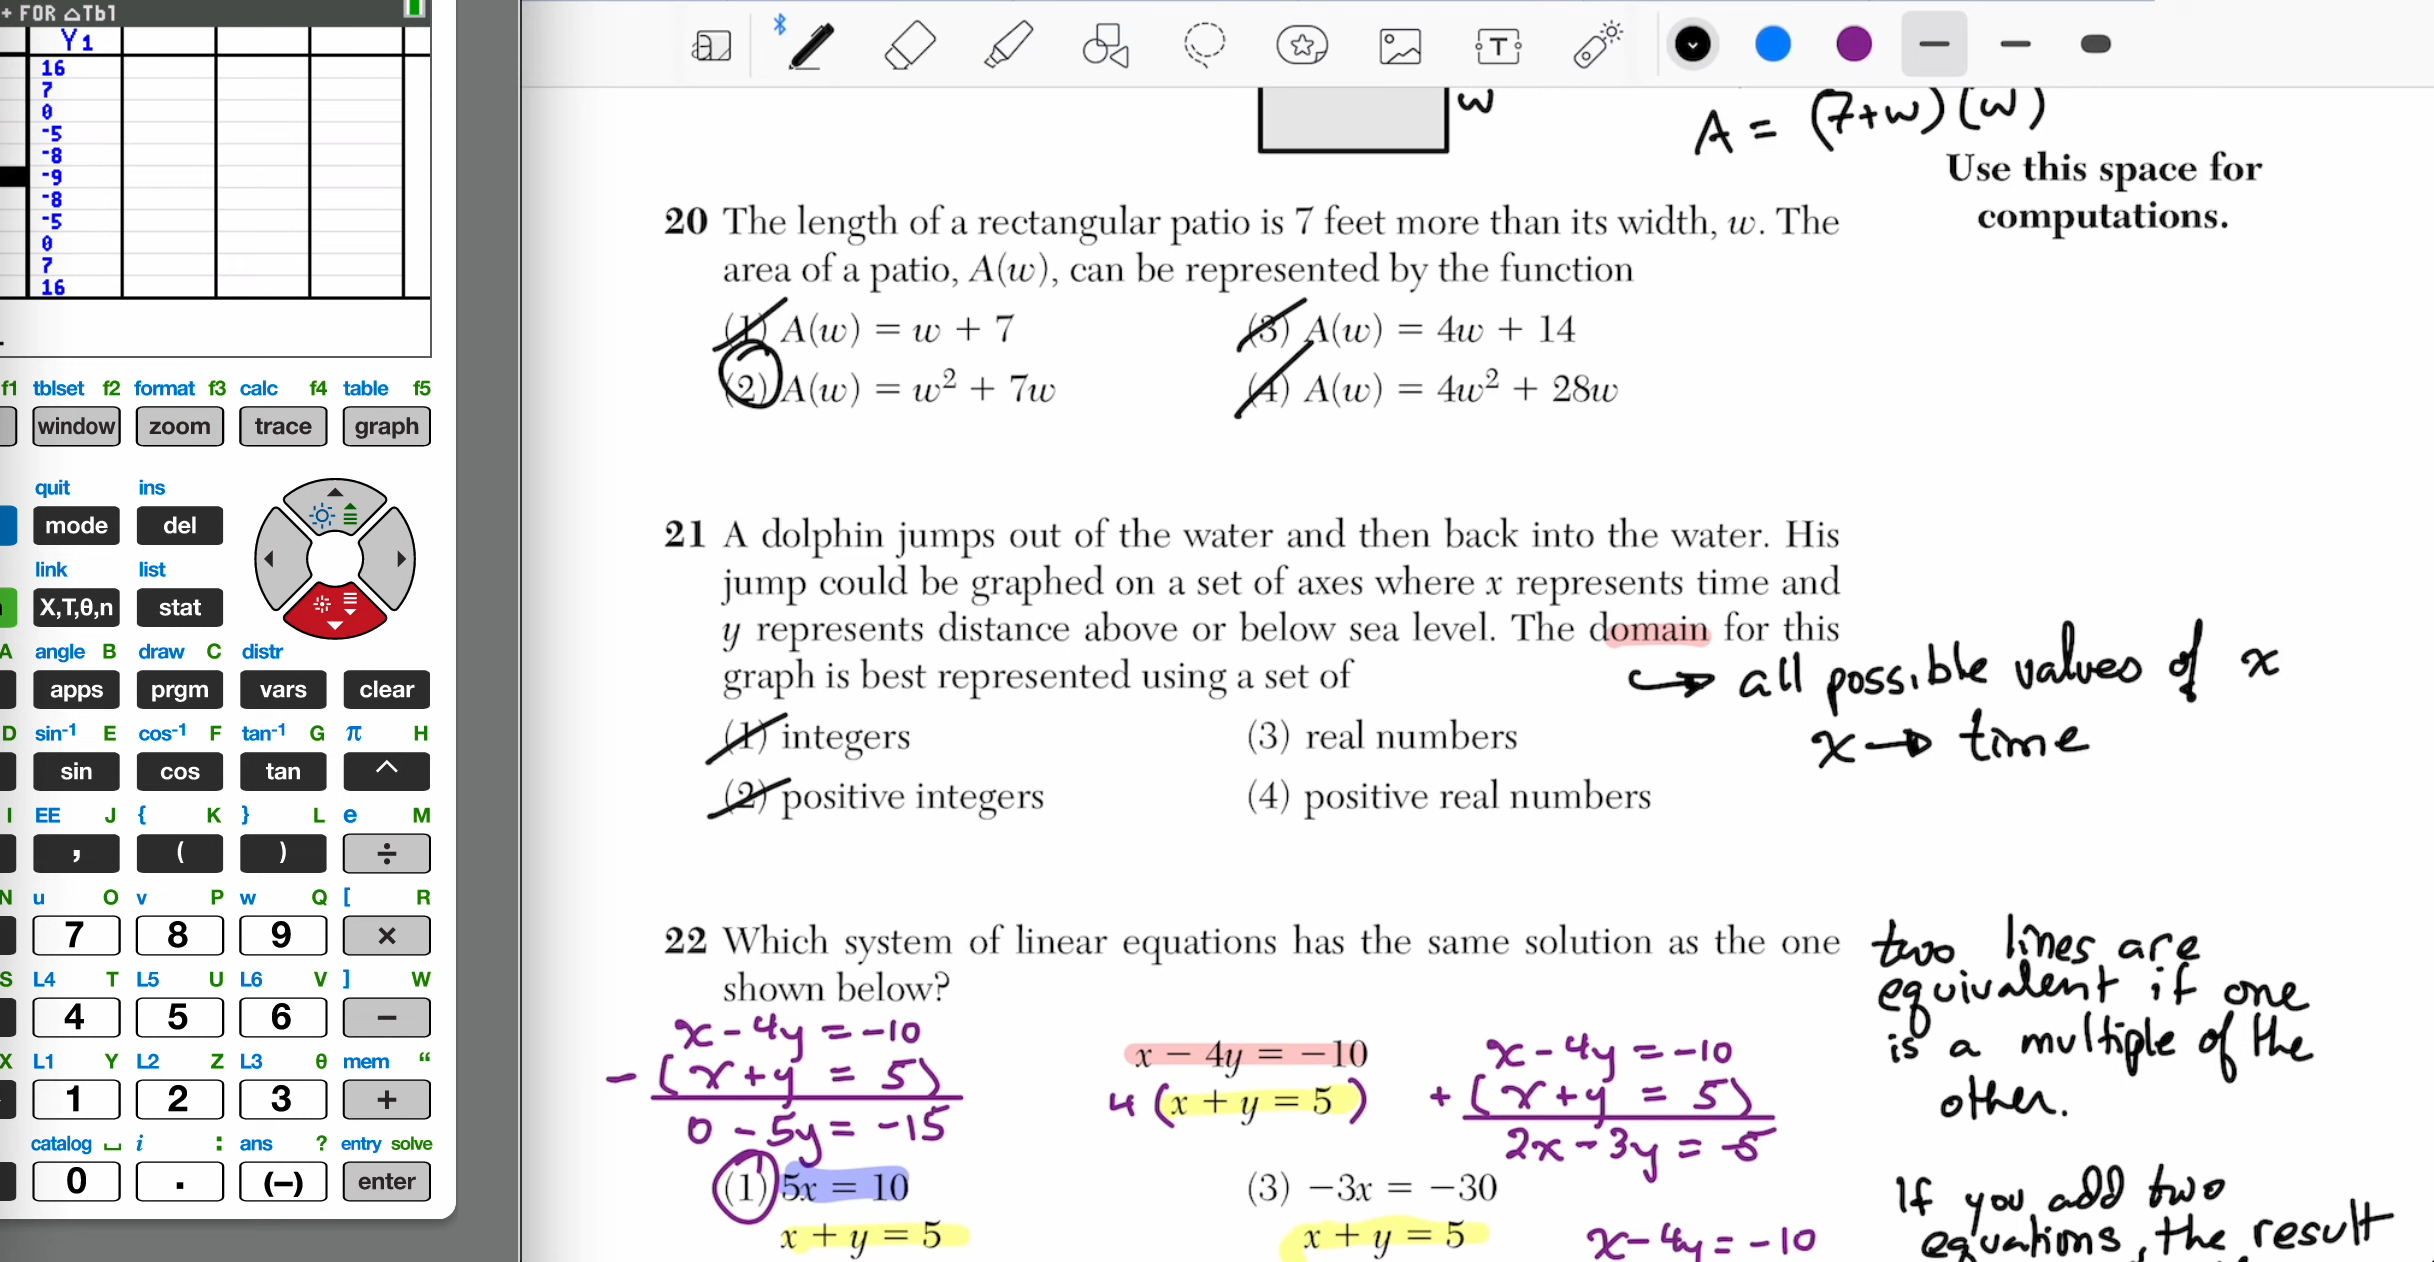 + FOR △Tbl
Y1
16
7
0
-5
-8
-9
-8
-5
0
7
16
f1 tblset f2 format f3 calc f4 table f5
window zoom trace graph
quit ins
mode del
link list
X,T,θ,n stat
A angle B draw C distr
apps prgm vars clear
D sin-1 E cos-1 F tan-1 G π H
sin cos tan ^
I EE J { K } L e M
, ( ) ÷
N u O v P w Q [ R
7 8 9 ×
S L4 T L5 U L6 V ] W
4 5 6 −
X L1 Y L2 Z L3 θ mem “
1 2 3 +
catalog ⎵ i : ans ? entry solve
0 . (–) enter
T
w
A = (7+w)(w)
Use this space for
computations.
20 The length of a rectangular patio is 7 feet more than its width, w. The
area of a patio, A(w), can be represented by the function
(1) A(w) = w + 7 (3) A(w) = 4w + 14
(2) A(w) = w² + 7w (4) A(w) = 4w² + 28w
21 A dolphin jumps out of the water and then back into the water. His
jump could be graphed on a set of axes where x represents time and
y represents distance above or below sea level. The domain for this
graph is best represented using a set of
↪ all possible values of x
x → time
(1) integers (3) real numbers
(2) positive integers (4) positive real numbers
22 Which system of linear equations has the same solution as the one
shown below?
two lines are
equivalent if one
is a multiple of the
other.
x - 4y = -10
- (x + y = 5)
0 - 5y = -15
x − 4y = −10
4 (x + y = 5)
x - 4y = -10
+ (x + y = 5)
2x - 3y = -5
(1) 5x = 10 (3) −3x = −30
x + y = 5 x + y = 5
x - 4y = -10
If you add two
equations, the result